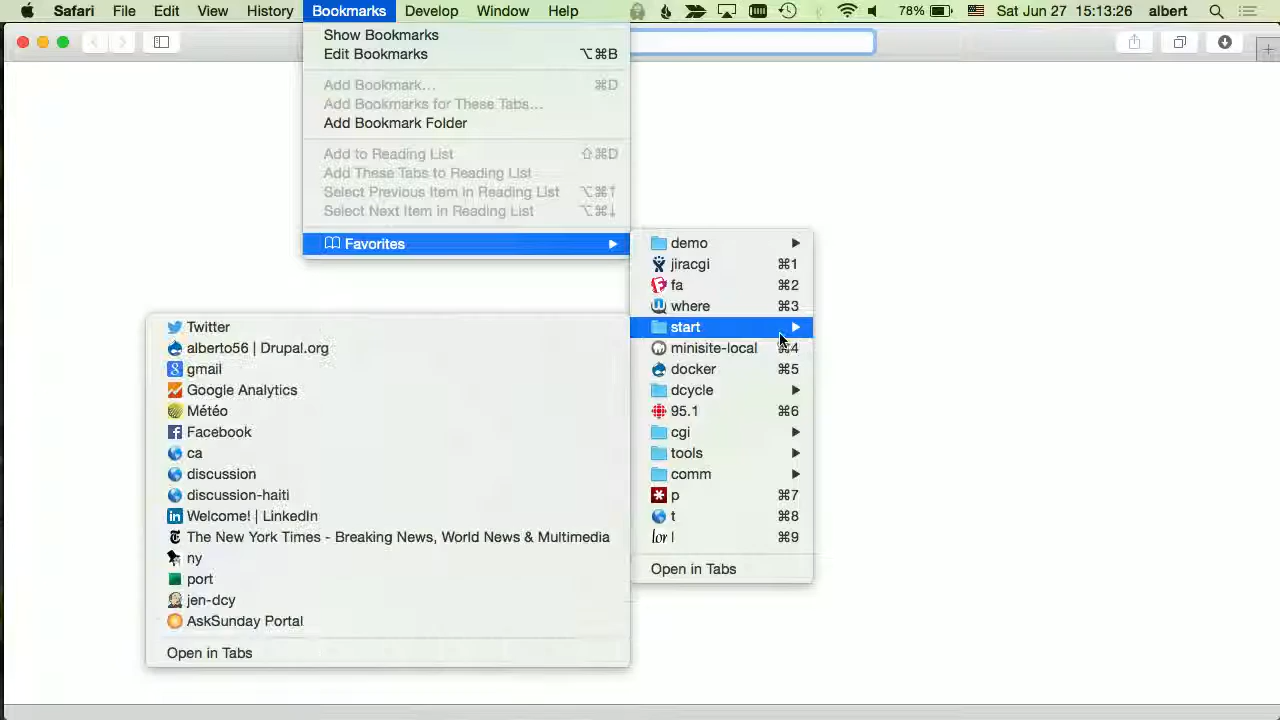 Safari File Edit View History Bookmarks Develop Window Help 78% Sat Jun 27 15:13:26 albert
Show Bookmarks
Edit Bookmarks ⌥⌘B
Add Bookmark… ⌘D
Add Bookmarks for These Tabs…
Add Bookmark Folder
Add to Reading List ⇧⌘D
Add These Tabs to Reading List
Select Previous Item in Reading List ⌥⌘↑
Select Next Item in Reading List ⌥⌘↓
Favorites
demo
jiracgi ⌘1
fa ⌘2
where ⌘3
start
minisite-local ⌘4
docker ⌘5
dcycle
95.1 ⌘6
cgi
tools
comm
p ⌘7
t ⌘8
lor l ⌘9
Open in Tabs
Twitter
alberto56 | Drupal.org
gmail
Google Analytics
Météo
Facebook
ca
discussion
discussion-haiti
Welcome! | LinkedIn
The New York Times - Breaking News, World News & Multimedia
ny
port
jen-dcy
AskSunday Portal
Open in Tabs